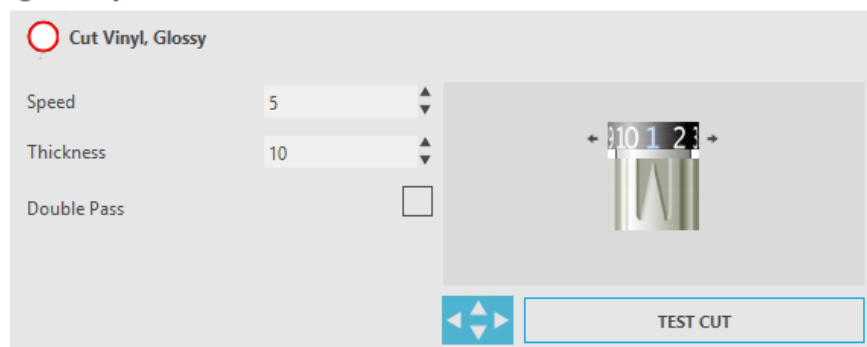 Cut Vinyl, Glossy
Speed 5
Thickness 10
Double Pass
10 1 2
TEST CUT